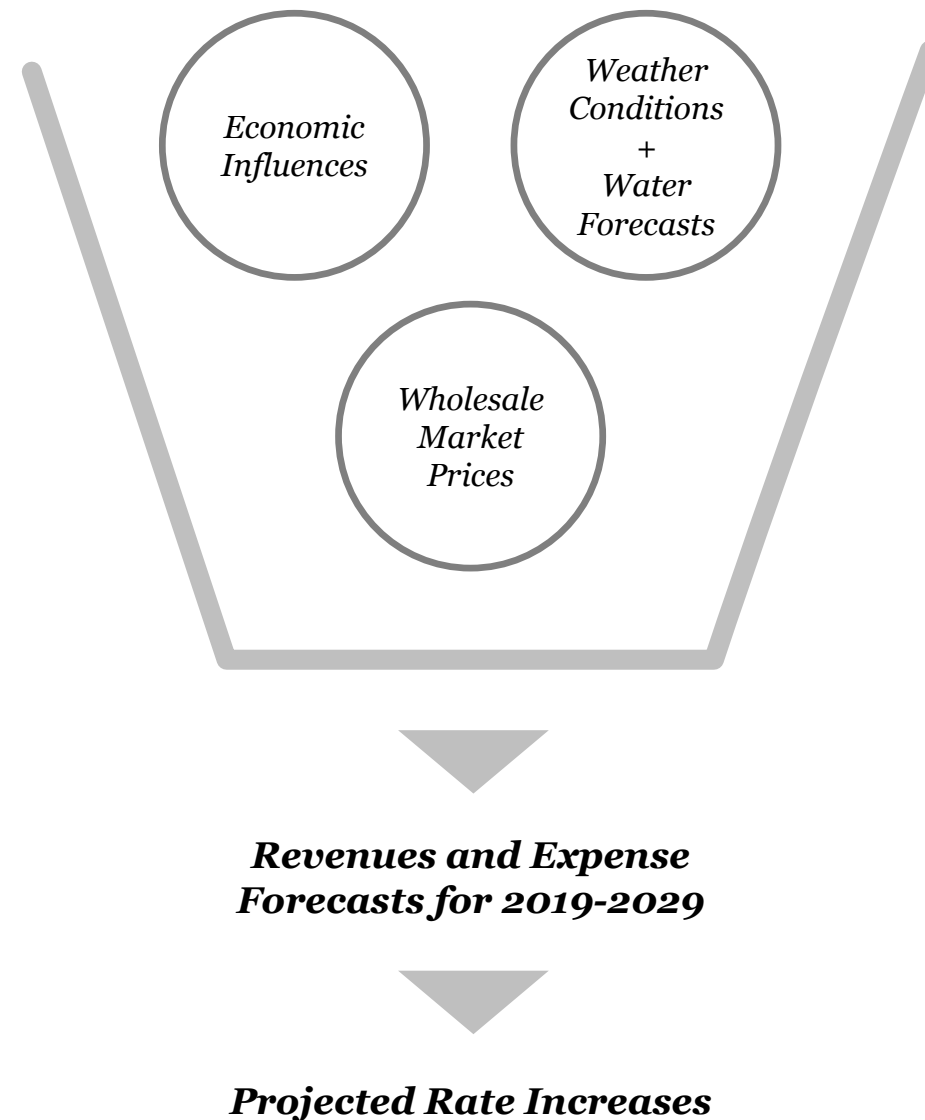 Economic
Influences
Weather
Conditions
+
Water
Forecasts
Wholesale
Market
Prices
Revenues and Expense
Forecasts for 2019-2029
Projected Rate Increases